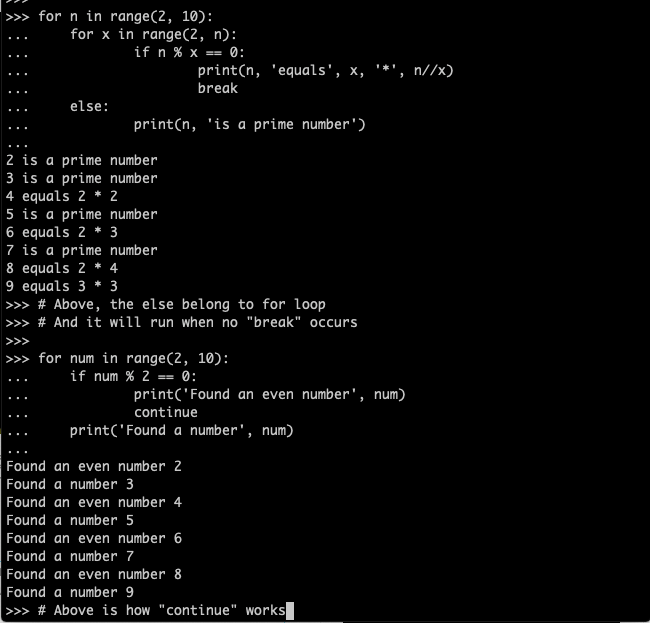 >>> for n in range(2, 10):
...     for x in range(2, n):
...             if n % x == 0:
...                     print(n, 'equals', x, '*', n//x)
...                     break
...     else:
...             print(n, 'is a prime number')
...
2 is a prime number
3 is a prime number
4 equals 2 * 2
5 is a prime number
6 equals 2 * 3
7 is a prime number
8 equals 2 * 4
9 equals 3 * 3
>>> # Above, the else belong to for loop
>>> # And it will run when no "break" occurs
>>>
>>> for num in range(2, 10):
...     if num % 2 == 0:
...             print('Found an even number', num)
...             continue
...     print('Found a number', num)
...
Found an even number 2
Found a number 3
Found an even number 4
Found a number 5
Found an even number 6
Found a number 7
Found an even number 8
Found a number 9
>>> # Above is how "continue" works